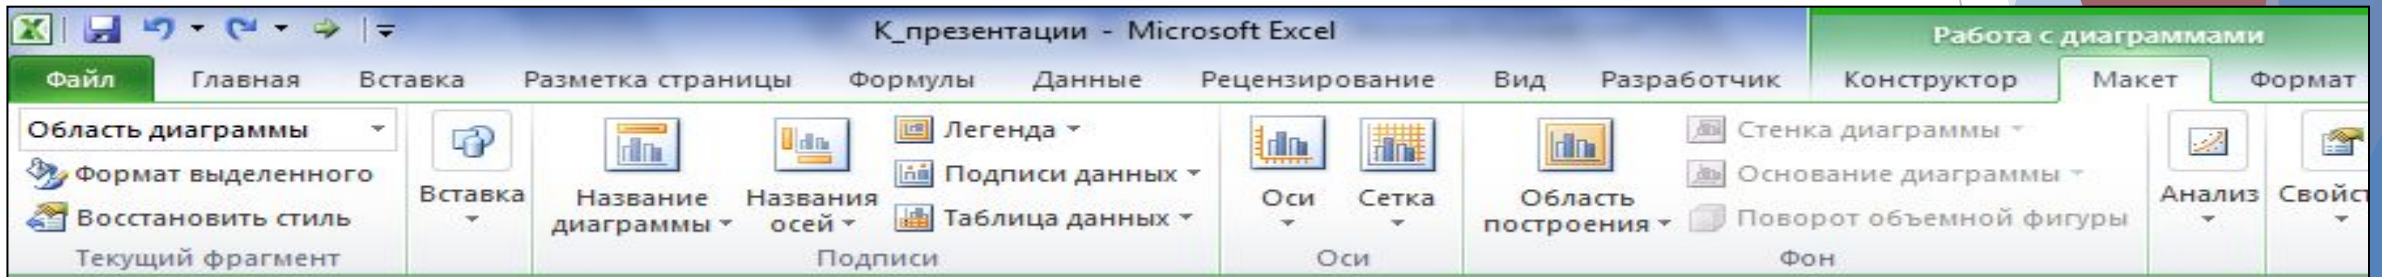 К_презентации - Microsoft Excel
Работа с диаграммами
Файл Главная Вставка Разметка страницы Формулы Данные Рецензирование Вид Разработчик Конструктор Макет Формат
Область диаграммы
Формат выделенного
Восстановить стиль
Текущий фрагмент
Вставка
Название
диаграммы
Названия
осей
Легенда
Подписи данных
Таблица данных
Подписи
Оси
Сетка
Оси
Область
построения
Стенка диаграммы
Основание диаграммы
Поворот объемной фигуры
Фон
Анализ